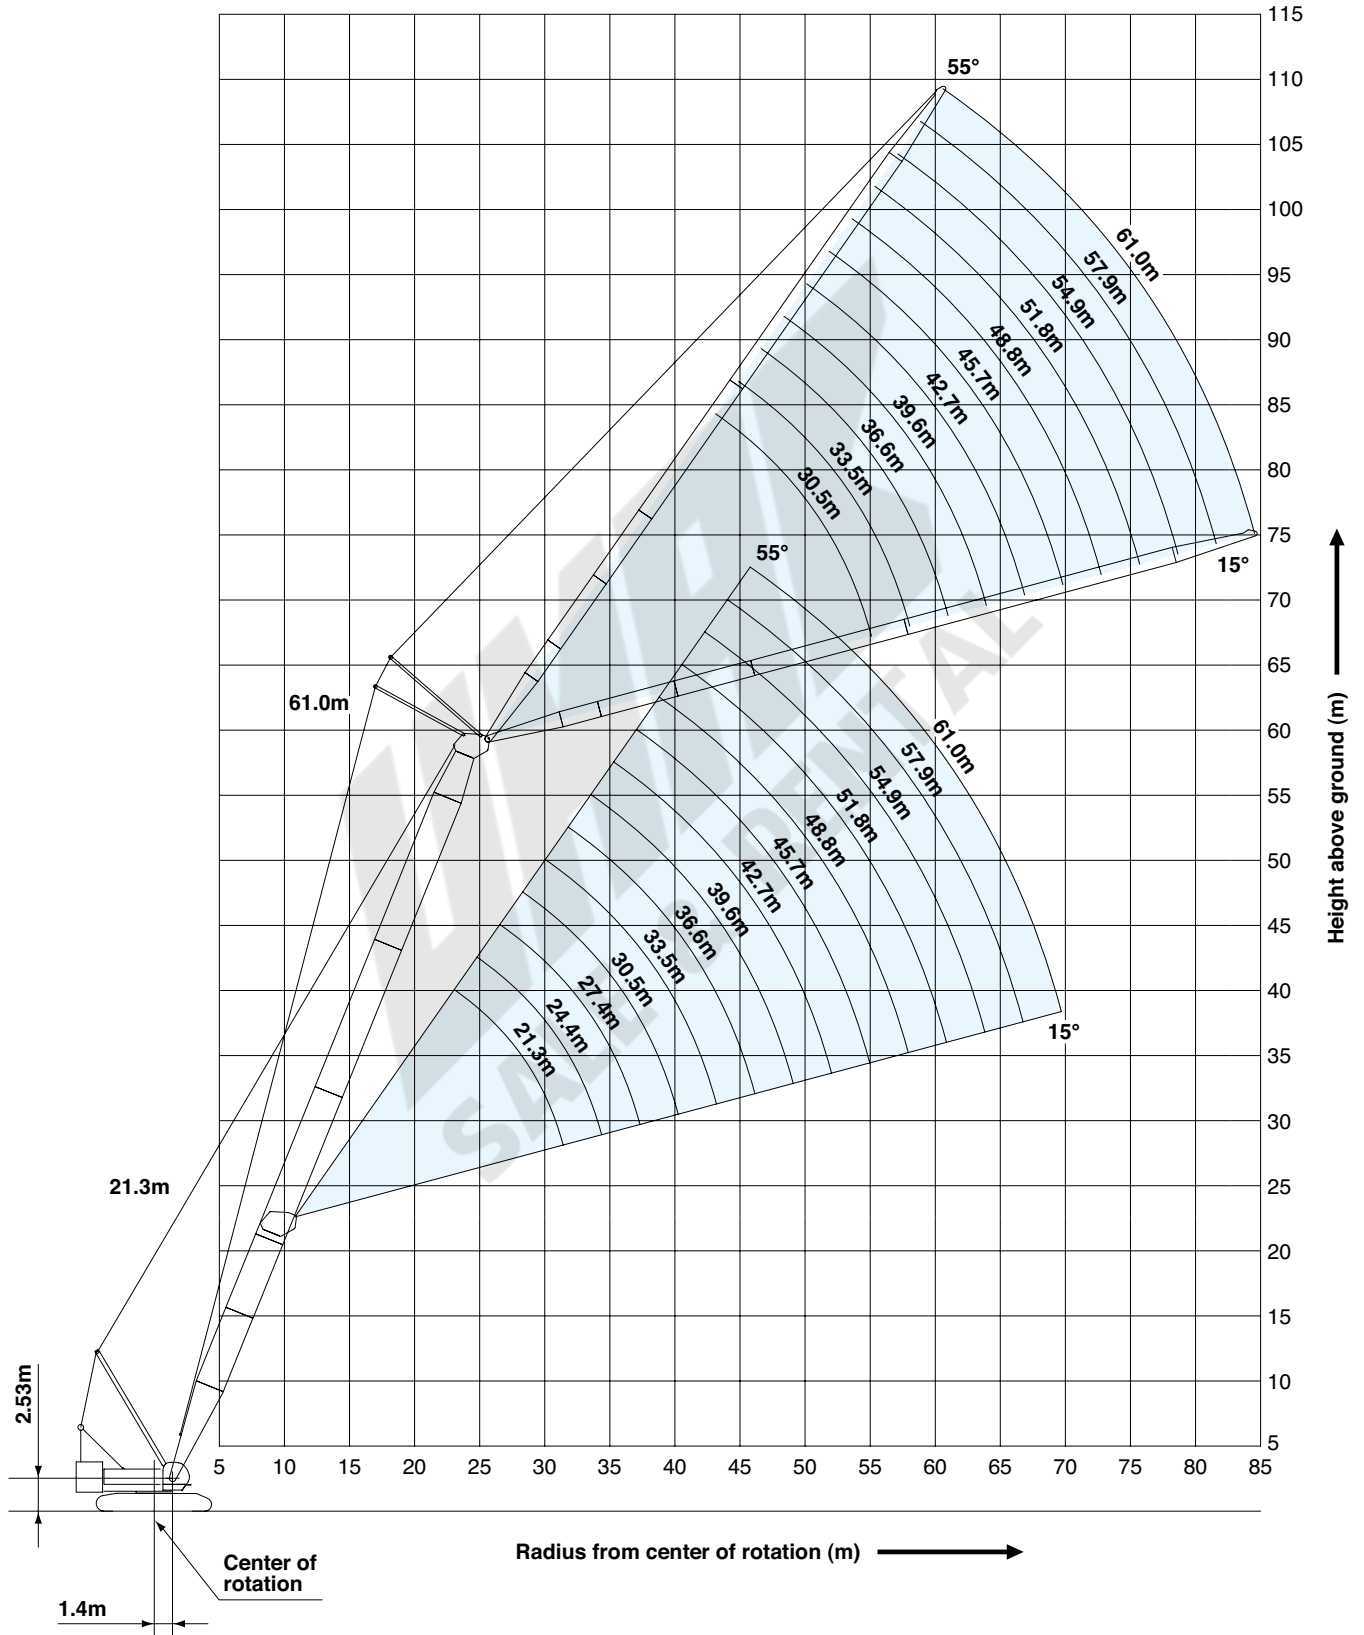 115
55°
110
105
100
61.0m
57.9m
95
54.9m
51.8m
90
48.8m
45.7m
42.7m
85
39.6m
36.6m
33.5m
80
30.5m
75
15°
55°
70
65
61.0m
60
61.0m
57.9m
54.9m
55
51.8m
48.8m
45.7m
50
42.7m
39.6m
36.6m
45
33.5m
30.5m
27.4m
40
24.4m
21.3m
15°
35
30
25
21.3m
20
15
10
5
Height above ground (m)
2.53m
5 10 15 20 25 30 35 40 45 50 55 60 65 70 75 80 85
Radius from center of rotation (m)
Center of
rotation
1.4m